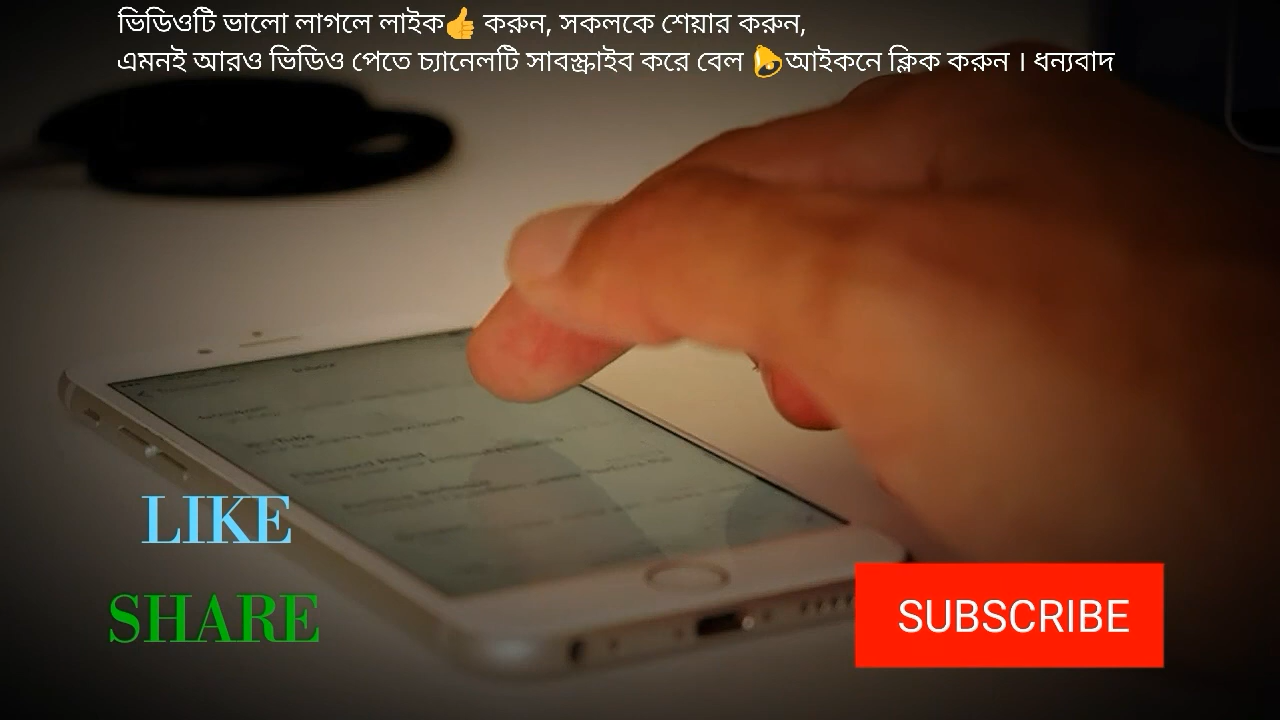 ভিডিওটি ভালো লাগলে লাইক👍 করুন, সকলকে শেয়ার করুন,
এমনই আরও ভিডিও পেতে চ্যানেলটি সাবস্ক্রাইব করে বেল 🔔আইকনে ক্লিক করুন । ধন্যবাদ
Inbox
LIKE
SHARE
SUBSCRIBE